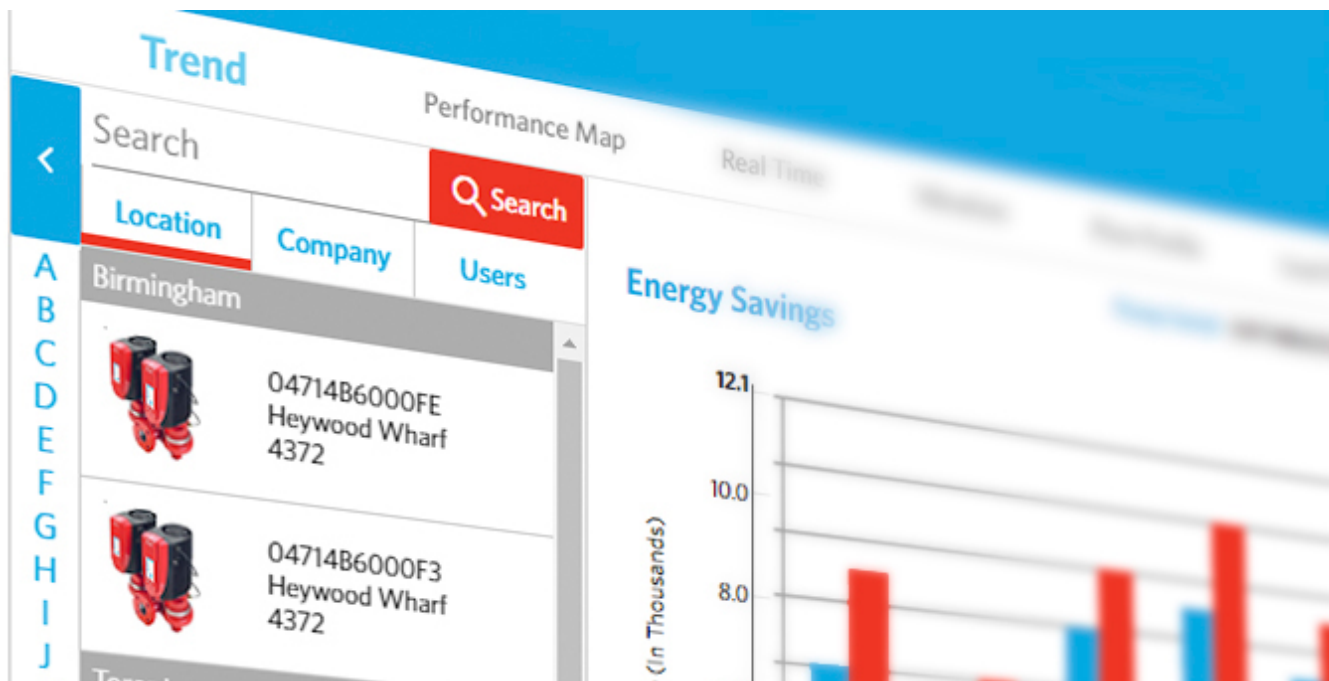 Trend
Performance Map
Real Time
Search
Search
Location
Company
Users
A
B
C
D
E
F
G
H
I
J
Birmingham
04714B6000FE
Heywood Wharf
4372
04714B6000F3
Heywood Wharf
4372
Energy Savings
12.1
10.0
8.0
(In Thousands)